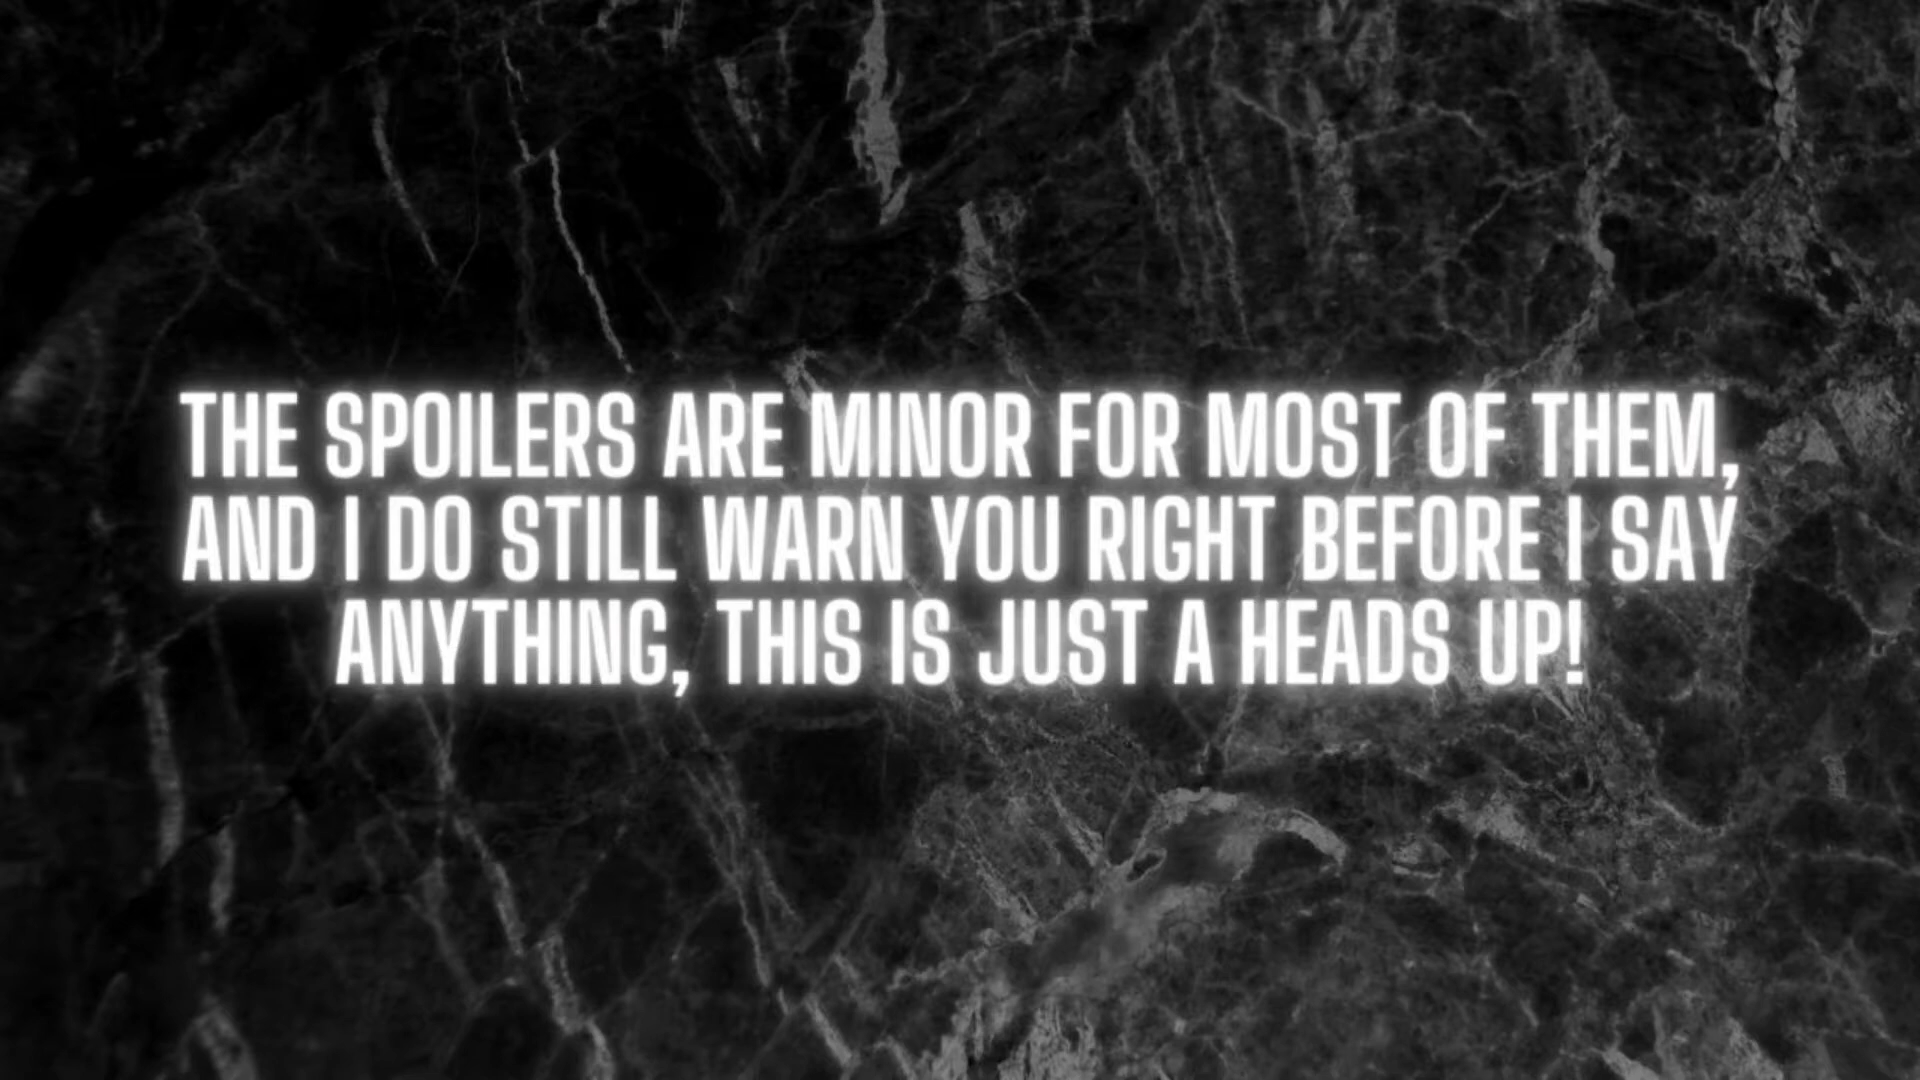 THE SPOILERS ARE MINOR FOR MOST OF THEM,
AND I DO STILL WARN YOU RIGHT BEFORE I SAY
ANYTHING, THIS IS JUST A HEADS UP!